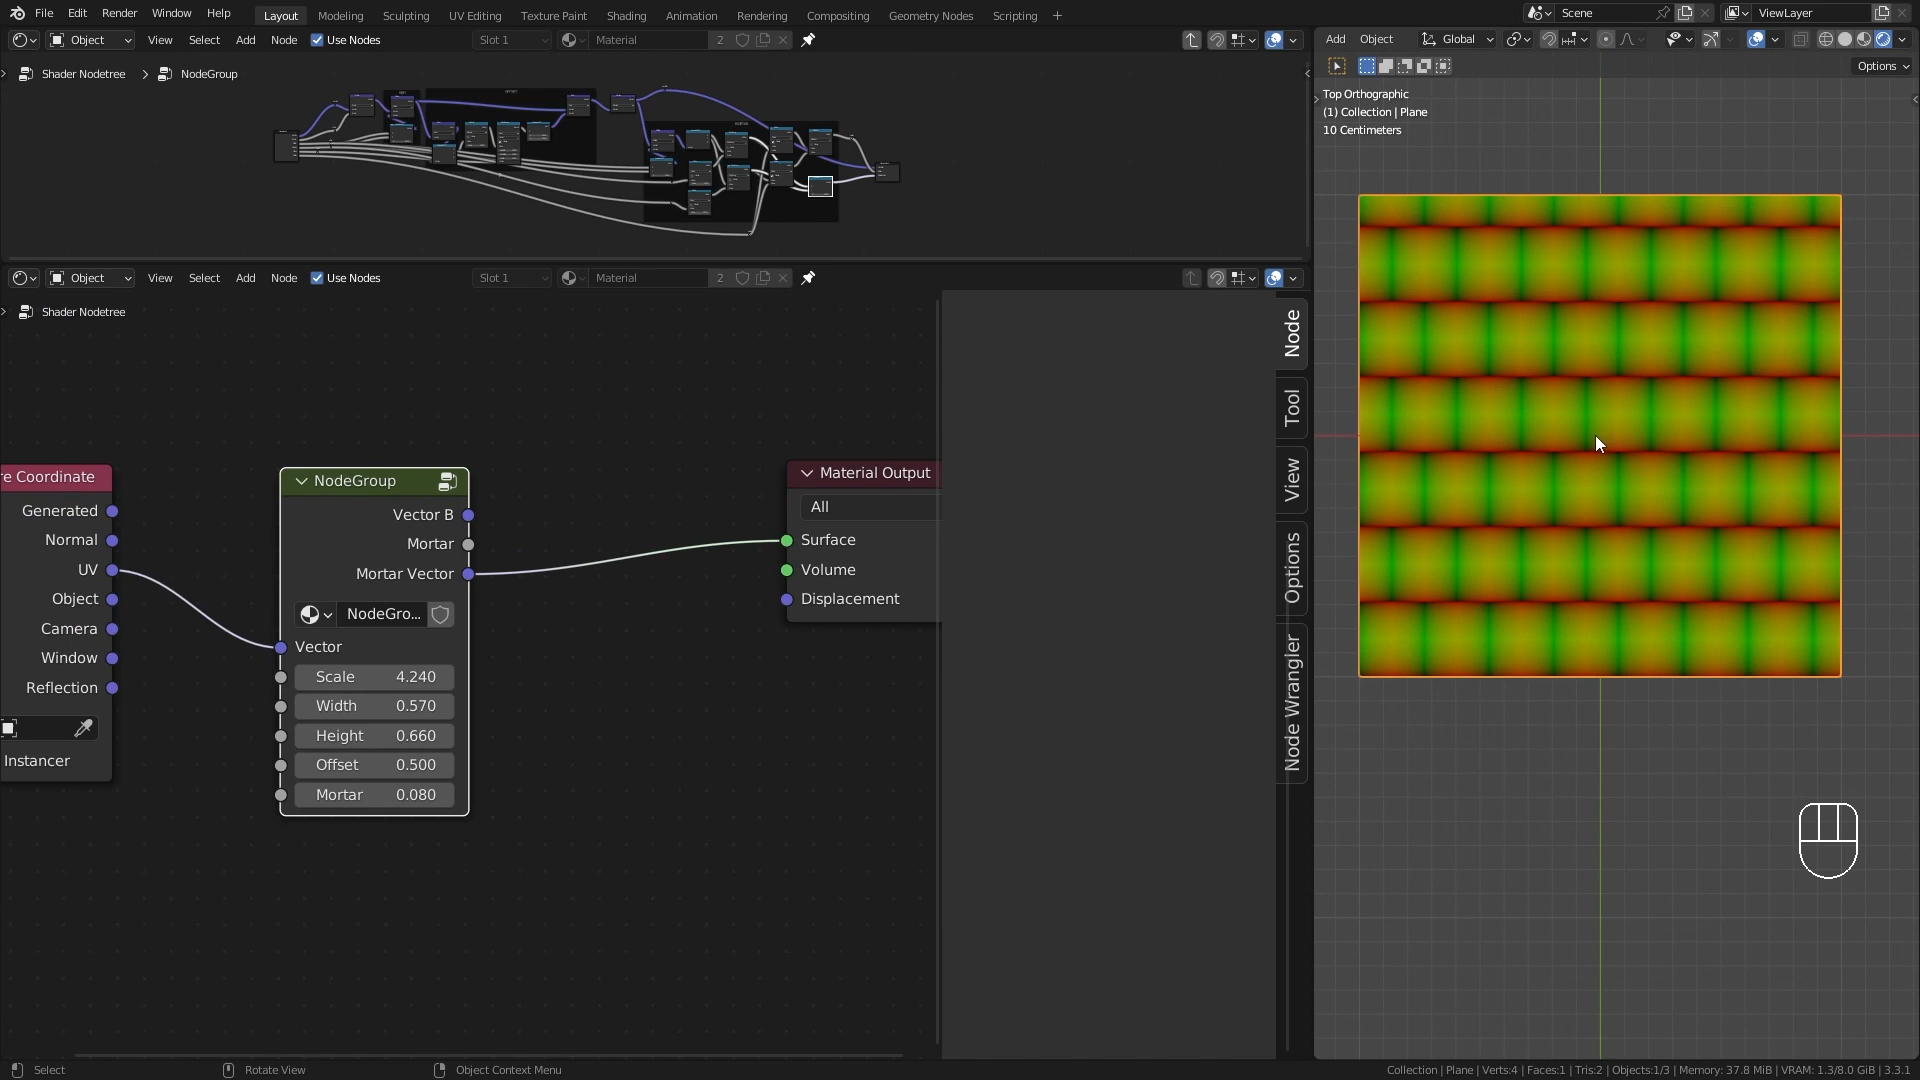 File Edit Render Window Help Layout Modeling Sculpting UV Editing Texture Paint Shading Animation Rendering Compositing Geometry Nodes Scripting + Scene ViewLayer
Object View Select Add Node Use Nodes Slot 1 Material 2 Add Object Global
Options
Shader Nodetree > NodeGroup
Top Orthographic
(1) Collection | Plane
10 Centimeters
Object View Select Add Node Use Nodes Slot 1 Material 2
Shader Nodetree
Node
Tool
View
Options
Node Wrangler
re Coordinate
Generated
Normal
UV
Object
Camera
Window
Reflection
Instancer
NodeGroup
Vector B
Mortar
Mortar Vector
NodeGro...
Vector
Scale 4.240
Width 0.570
Height 0.660
Offset 0.500
Mortar 0.080
Material Output
All
Surface
Volume
Displacement
Select Rotate View Object Context Menu Collection | Plane | Verts:4 | Faces:1 | Tris:2 | Objects:1/3 | Memory: 37.8 MiB | VRAM: 1.3/8.0 GiB | 3.3.1